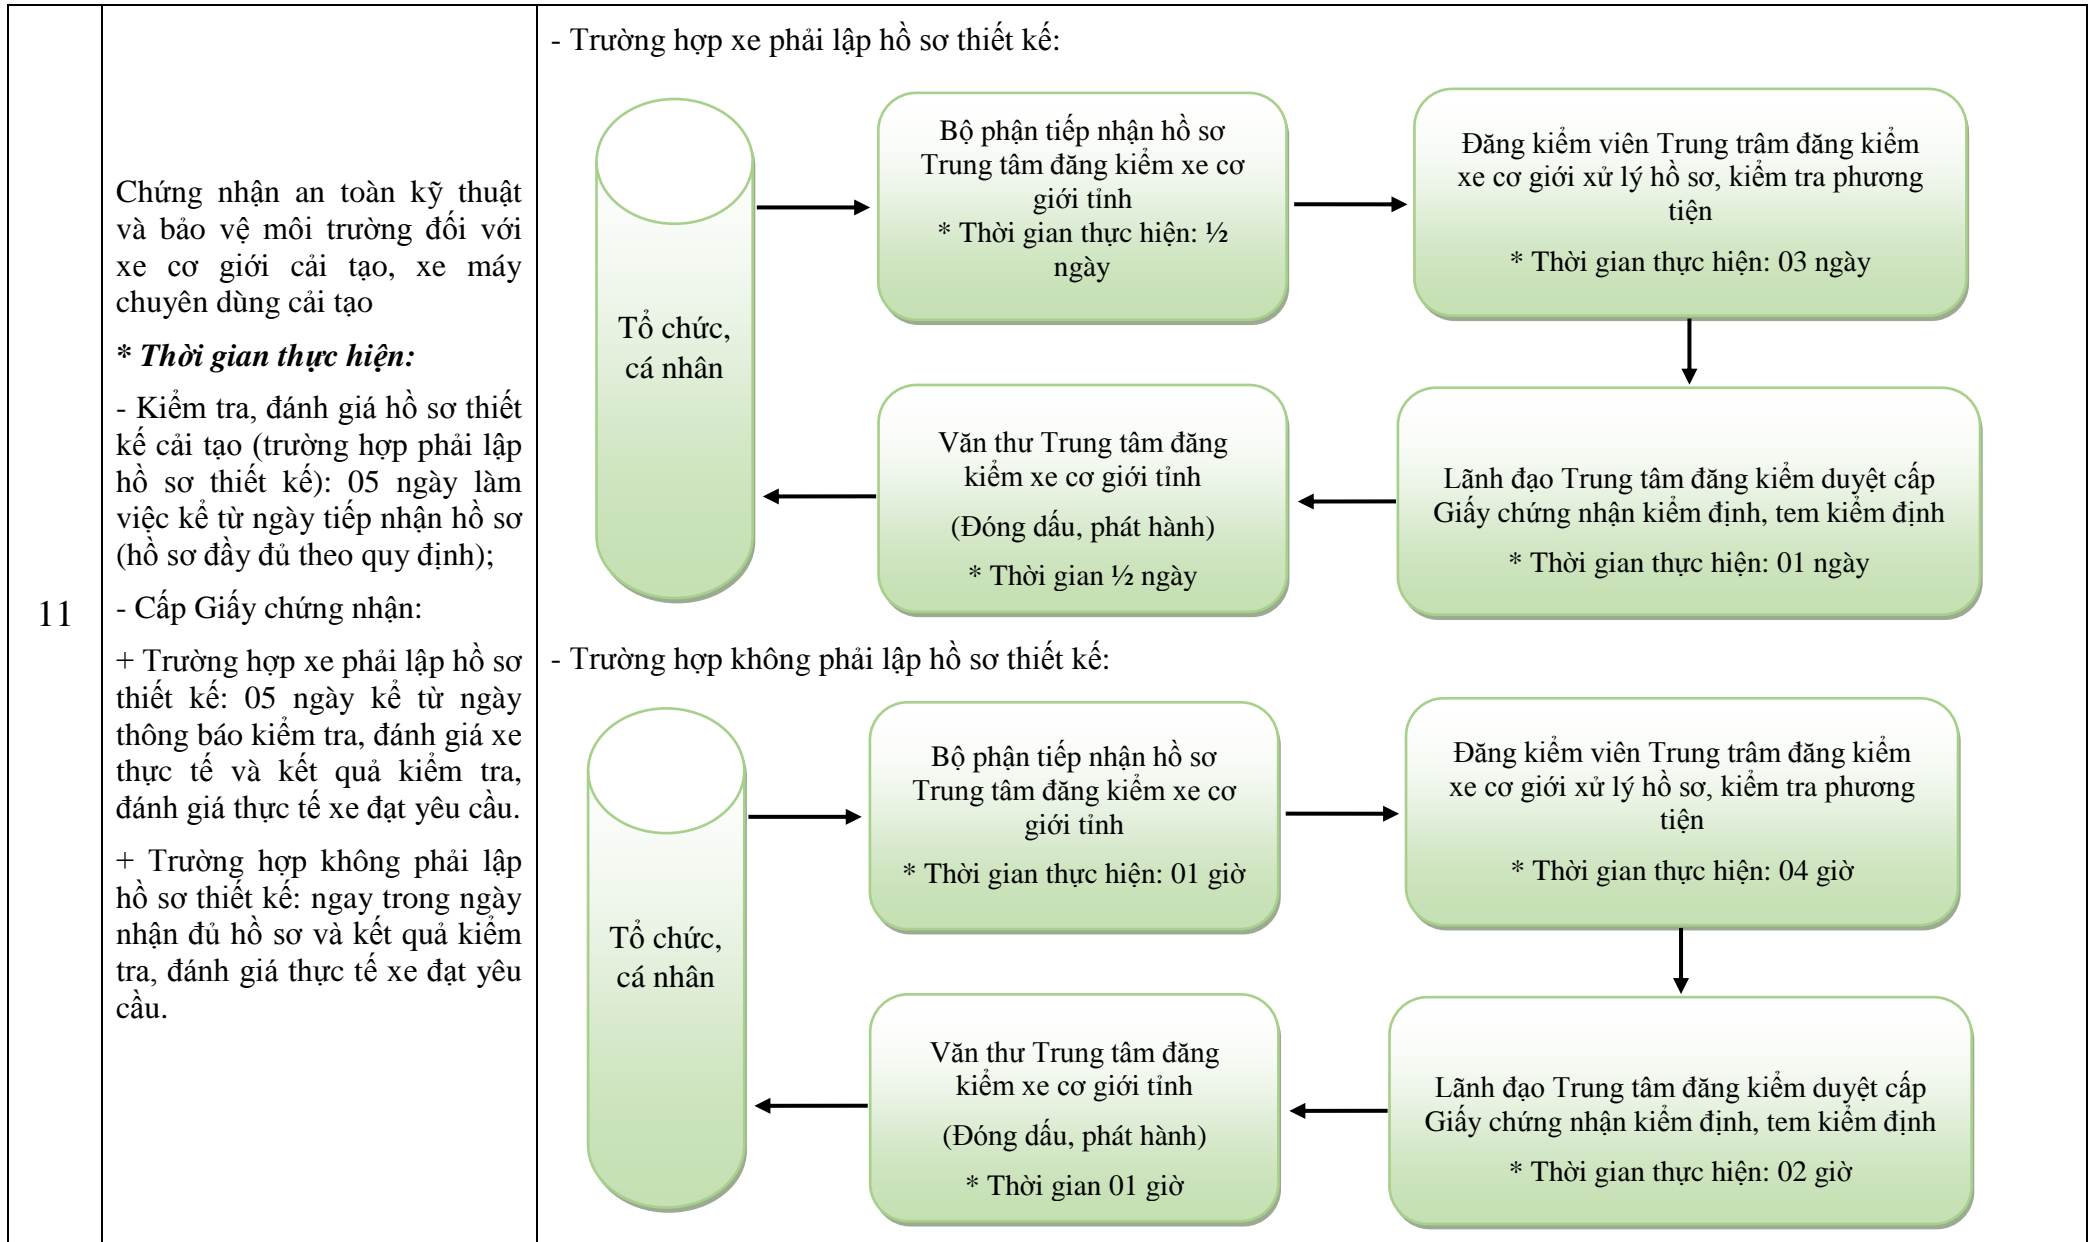 11
Chứng nhận an toàn kỹ thuật
và bảo vệ môi trường đối với
xe cơ giới cải tạo, xe máy
chuyên dùng cải tạo
* Thời gian thực hiện:
- Kiểm tra, đánh giá hồ sơ thiết
kế cải tạo (trường hợp phải lập
hồ sơ thiết kế): 05 ngày làm
việc kể từ ngày tiếp nhận hồ sơ
(hồ sơ đầy đủ theo quy định);
- Cấp Giấy chứng nhận:
+ Trường hợp xe phải lập hồ sơ
thiết kế: 05 ngày kể từ ngày
thông báo kiểm tra, đánh giá xe
thực tế và kết quả kiểm tra,
đánh giá thực tế xe đạt yêu cầu.
+ Trường hợp không phải lập
hồ sơ thiết kế: ngay trong ngày
nhận đủ hồ sơ và kết quả kiểm
tra, đánh giá thực tế xe đạt yêu
cầu.
- Trường hợp xe phải lập hồ sơ thiết kế:
Tổ chức,
cá nhân
Bộ phận tiếp nhận hồ sơ
Trung tâm đăng kiểm xe cơ
giới tỉnh
* Thời gian thực hiện: ½
ngày
Đăng kiểm viên Trung trâm đăng kiểm
xe cơ giới xử lý hồ sơ, kiểm tra phương
tiện
* Thời gian thực hiện: 03 ngày
Lãnh đạo Trung tâm đăng kiểm duyệt cấp
Giấy chứng nhận kiểm định, tem kiểm định
* Thời gian thực hiện: 01 ngày
Văn thư Trung tâm đăng
kiểm xe cơ giới tỉnh
(Đóng dấu, phát hành)
* Thời gian ½ ngày
- Trường hợp không phải lập hồ sơ thiết kế:
Tổ chức,
cá nhân
Bộ phận tiếp nhận hồ sơ
Trung tâm đăng kiểm xe cơ
giới tỉnh
* Thời gian thực hiện: 01 giờ
Đăng kiểm viên Trung trâm đăng kiểm
xe cơ giới xử lý hồ sơ, kiểm tra phương
tiện
* Thời gian thực hiện: 04 giờ
Lãnh đạo Trung tâm đăng kiểm duyệt cấp
Giấy chứng nhận kiểm định, tem kiểm định
* Thời gian thực hiện: 02 giờ
Văn thư Trung tâm đăng
kiểm xe cơ giới tỉnh
(Đóng dấu, phát hành)
* Thời gian 01 giờ